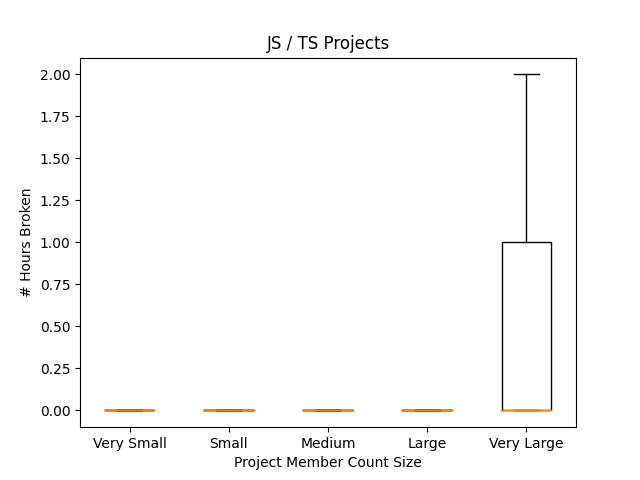 JS / TS Projects
# Hours Broken
2.00
1.75
1.50
1.25
1.00
0.75
0.50
0.25
0.00
Very Small Small Medium Large Very Large
Project Member Count Size